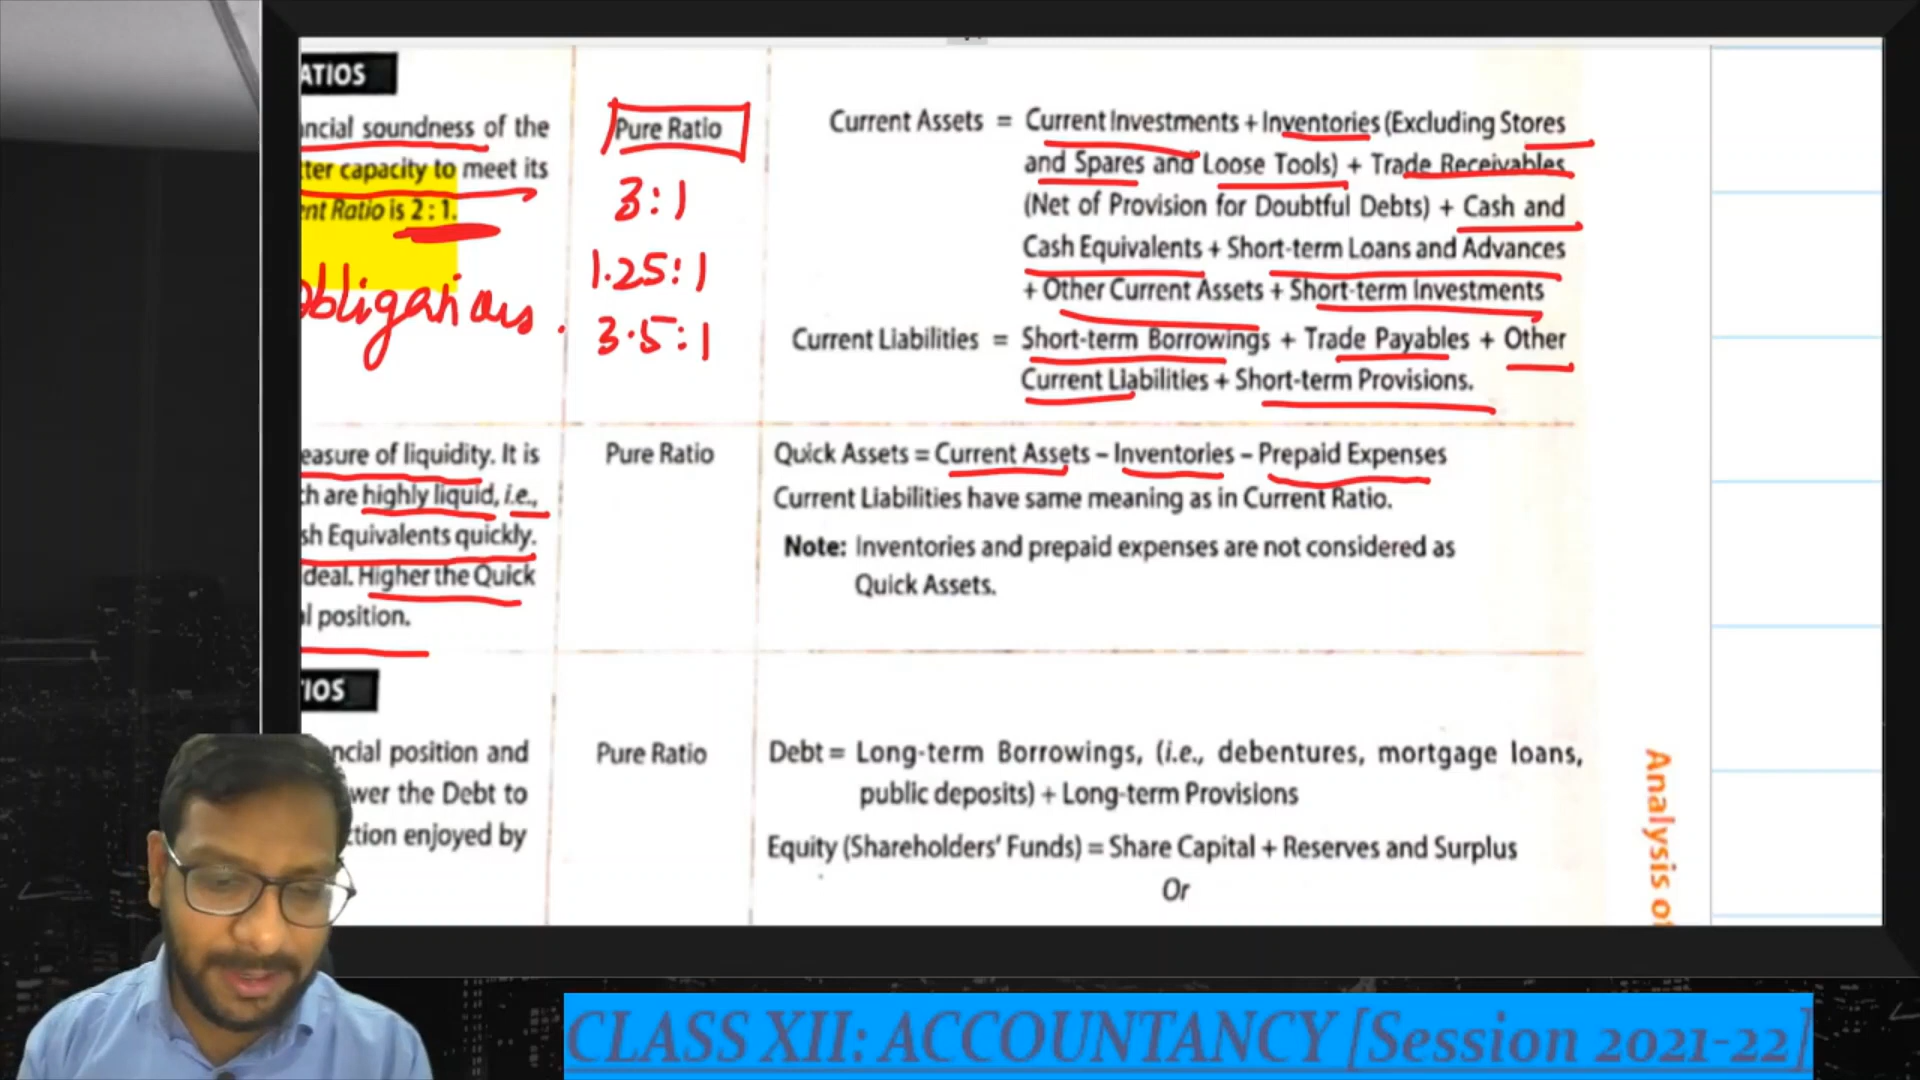 ATIOS
ncial soundness of the
ter capacity to meet its
nt Ratio is 2 : 1.
obligations.
Pure Ratio
3:1
1.25:1
3.5:1
Current Assets = Current Investments + Inventories (Excluding Stores
and Spares and Loose Tools) + Trade Receivables
(Net of Provision for Doubtful Debts) + Cash and
Cash Equivalents + Short-term Loans and Advances
+ Other Current Assets + Short-term Investments
Current Liabilities = Short-term Borrowings + Trade Payables + Other
Current Liabilities + Short-term Provisions.
easure of liquidity. It is
ch are highly liquid, i.e.,
sh Equivalents quickly.
deal. Higher the Quick
l position.
Pure Ratio
Quick Assets = Current Assets – Inventories – Prepaid Expenses
Current Liabilities have same meaning as in Current Ratio.
Note: Inventories and prepaid expenses are not considered as
Quick Assets.
IOS
ncial position and
wer the Debt to
ction enjoyed by
Pure Ratio
Debt = Long-term Borrowings, (i.e., debentures, mortgage loans,
public deposits) + Long-term Provisions
Equity (Shareholders' Funds) = Share Capital + Reserves and Surplus
Or
Analysis of
CLASS XII: ACCOUNTANCY [Session 2021-22]